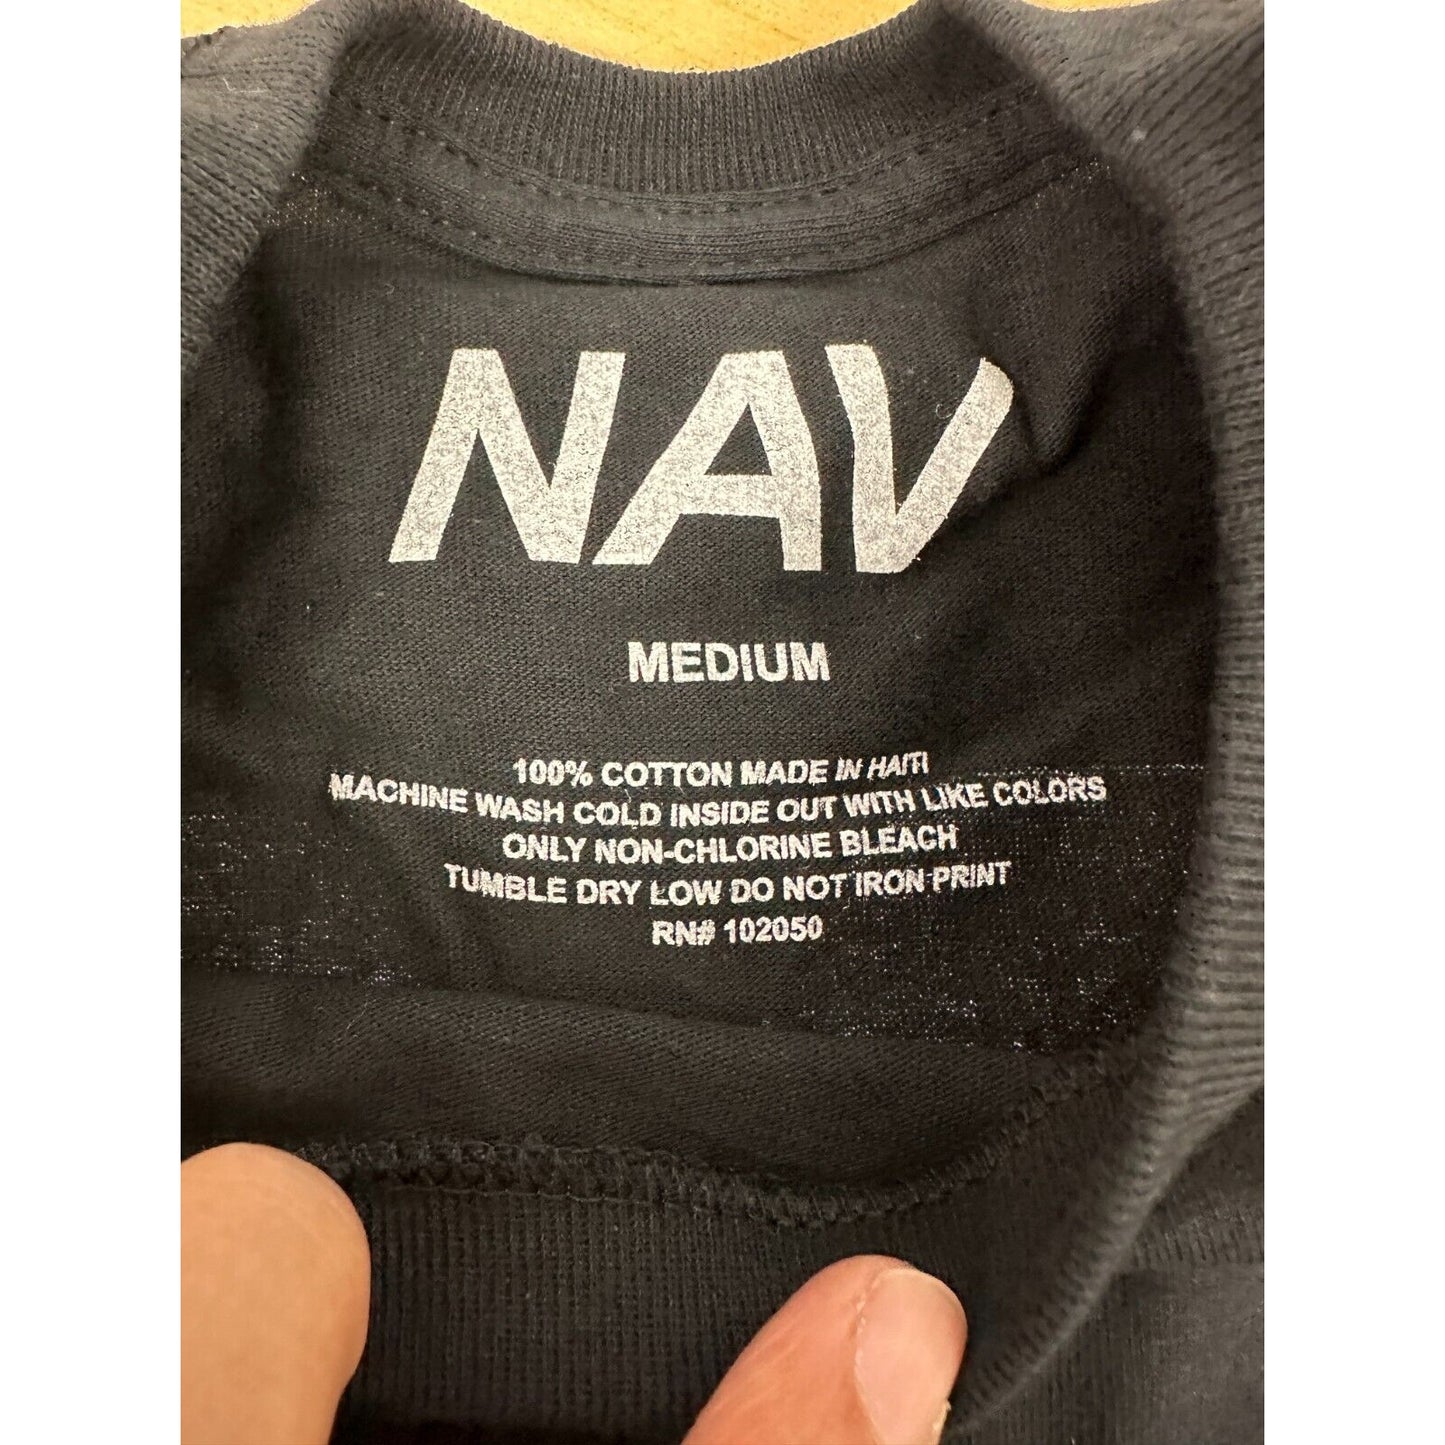 NAV
MEDIUM
100% COTTON MADE IN HAITI
MACHINE WASH COLD INSIDE OUT WITH LIKE COLORS
ONLY NON-CHLORINE BLEACH
TUMBLE DRY LOW DO NOT IRON PRINT
RN# 102050